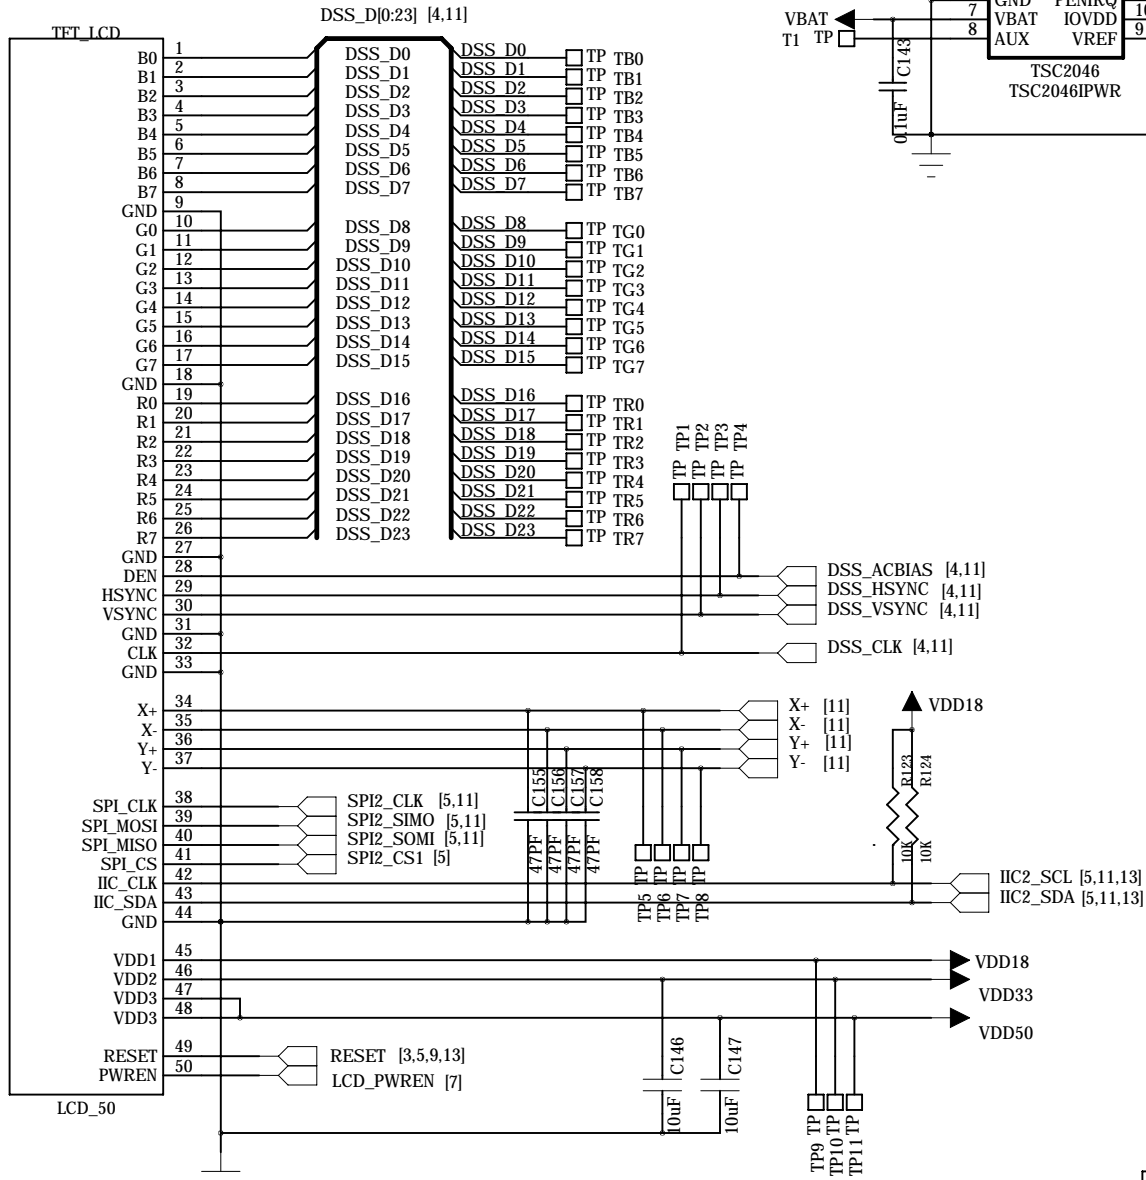 DSS_D[0:23] [4,11]
TFT_LCD
B0 1 DSS_D0 DSS_D0 TP TB0
B1 2 DSS_D1 DSS_D1 TP TB1
B2 3 DSS_D2 DSS_D2 TP TB2
B3 4 DSS_D3 DSS_D3 TP TB3
B4 5 DSS_D4 DSS_D4 TP TB4
B5 6 DSS_D5 DSS_D5 TP TB5
B6 7 DSS_D6 DSS_D6 TP TB6
B7 8 DSS_D7 DSS_D7 TP TB7
GND 9
G0 10 DSS_D8 DSS_D8 TP TG0
G1 11 DSS_D9 DSS_D9 TP TG1
G2 12 DSS_D10 DSS_D10 TP TG2
G3 13 DSS_D11 DSS_D11 TP TG3
G4 14 DSS_D12 DSS_D12 TP TG4
G5 15 DSS_D13 DSS_D13 TP TG5
G6 16 DSS_D14 DSS_D14 TP TG6
G7 17 DSS_D15 DSS_D15 TP TG7
GND 18
R0 19 DSS_D16 DSS_D16 TP TR0
R1 20 DSS_D17 DSS_D17 TP TR1
R2 21 DSS_D18 DSS_D18 TP TR2
R3 22 DSS_D19 DSS_D19 TP TR3
R4 23 DSS_D20 DSS_D20 TP TR4
R5 24 DSS_D21 DSS_D21 TP TR5
R6 25 DSS_D22 DSS_D22 TP TR6
R7 26 DSS_D23 DSS_D23 TP TR7
GND 27
DEN 28 DSS_ACBIAS [4,11]
HSYNC 29 DSS_HSYNC [4,11]
VSYNC 30 DSS_VSYNC [4,11]
GND 31
CLK 32 DSS_CLK [4,11]
GND 33
TP TP1
TP TP2
TP TP3
TP TP4
X+ 34 X+ [11]
X- 35 X- [11]
Y+ 36 Y+ [11]
Y- 37 Y- [11]
47PF C155
47PF C156
47PF C157
47PF C158
TP5 TP
TP6 TP
TP7 TP
TP8 TP
VDD18
10K R123
10K R124
SPI_CLK 38 SPI2_CLK [5,11]
SPI_MOSI 39 SPI2_SIMO [5,11]
SPI_MISO 40 SPI2_SOMI [5,11]
SPI_CS 41 SPI2_CS1 [5]
IIC_CLK 42 IIC2_SCL [5,11,13]
IIC_SDA 43 IIC2_SDA [5,11,13]
GND 44
VDD1 45 VDD18
VDD2 46 VDD33
VDD3 47
VDD3 48 VDD50
RESET 49 RESET [3,5,9,13]
PWREN 50 LCD_PWREN [7]
10uF C146
10uF C147
TP9 TP
TP10 TP
TP11 TP
LCD_50
GND PENIRQ
VBAT 7 VBAT IOVDD 10
T1 TP 8 AUX VREF 9
0.1uF C143
TSC2046
TSC2046IPWR